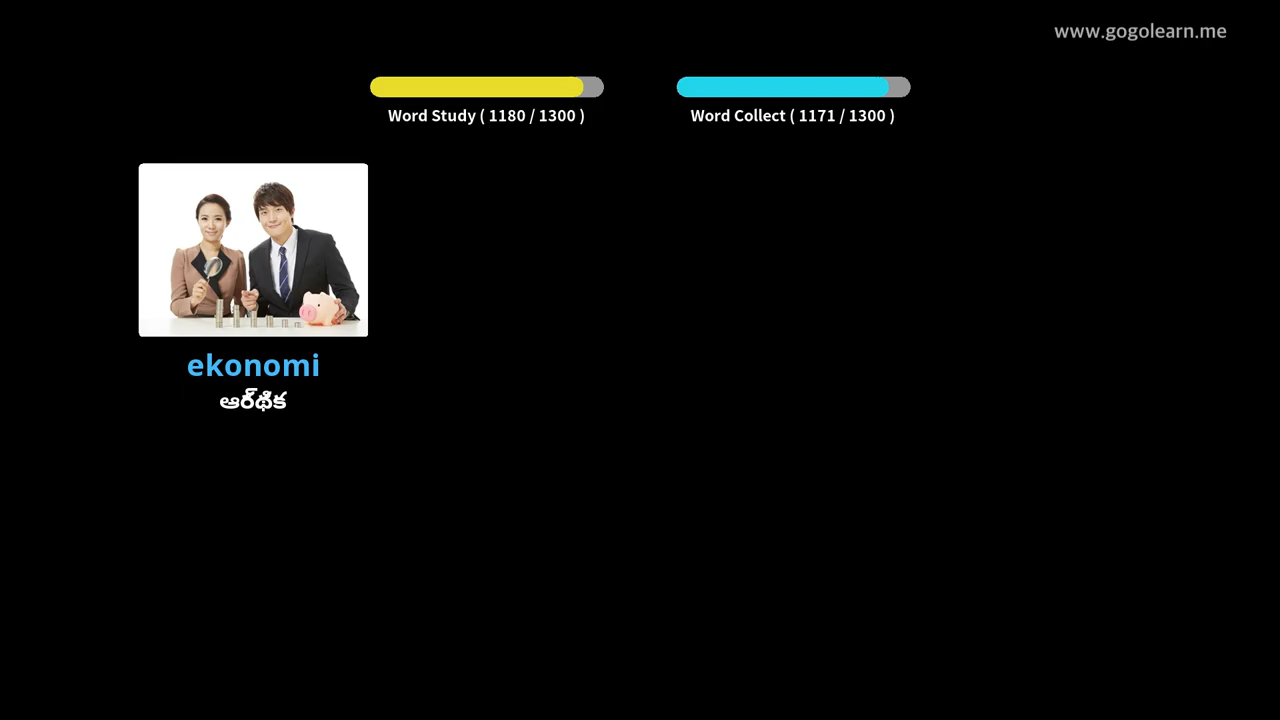 www.gogolearn.me
Word Study ( 1180 / 1300 )
Word Collect ( 1171 / 1300 )
ekonomi
ఆర్థిక